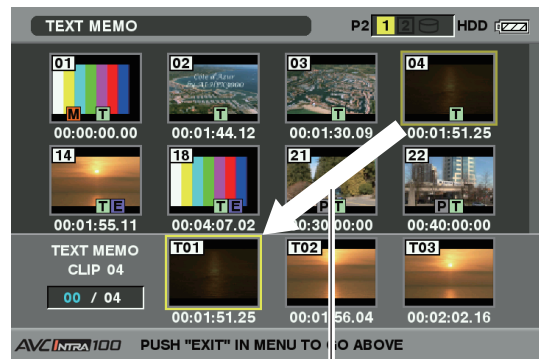 TEXT MEMO
P2 1 2 HDD
01 02 03 04
Côte d'Azur
M T T T T
00:00:00.00 00:01:44.12 00:01:30.09 00:01:51.25
14 18 21 22
T E T E P T P T
00:01:55.11 00:04:07.02 00:30:00:00 00:40:00:00
TEXT MEMO
CLIP 04
00 / 04
T01 T02 T03
00:01:51.25 00:01:56.04 00:02:02.16
AVC INTRA 100 PUSH "EXIT" IN MENU TO GO ABOVE